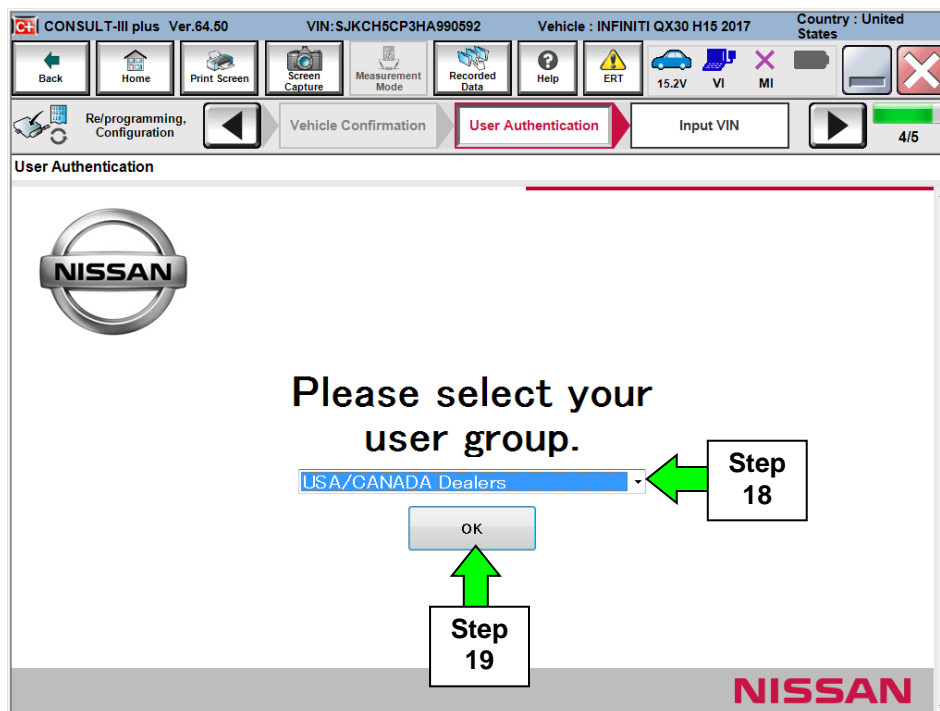 C+ CONSULT-III plus Ver.64.50 VIN:SJKCH5CP3HA990592 Vehicle : INFINITI QX30 H15 2017 Country : United
States
Back Home Print Screen Screen
Capture Measurement
Mode Recorded
Data Help ERT 15.2V VI MI
Re/programming,
Configuration Vehicle Confirmation User Authentication Input VIN 4/5
User Authentication
NISSAN
Please select your
user group.
USA/CANADA Dealers
Step
18
OK
Step
19
NISSAN